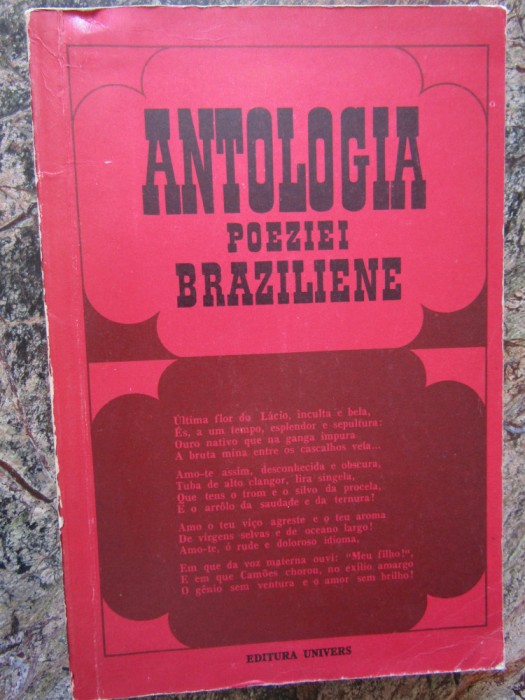 ANTOLOGIA
POEZIEI
BRAZILIENE
Última flor do Lácio, inculta e bela,
És, a um tempo, esplendor e sepultura:
Ouro nativo que na ganga impura
A bruta mina entre os cascalhos vela...
Amo-te assim, desconhecida e obscura,
Tuba de alto clangor, lira singela,
Que tens o trom e o silvo da procela,
E o arrôlo da saudade e da ternura!
Amo o teu viço agreste e o teu aroma
De virgens selvas e de oceano largo!
Amo-te, ó rude e doloroso idioma,
Em que da voz materna ouvi: "Meu filho!",
E em que Camões chorou, no exílio amargo
O gênio sem ventura e o amor sem brilho!
EDITURA UNIVERS